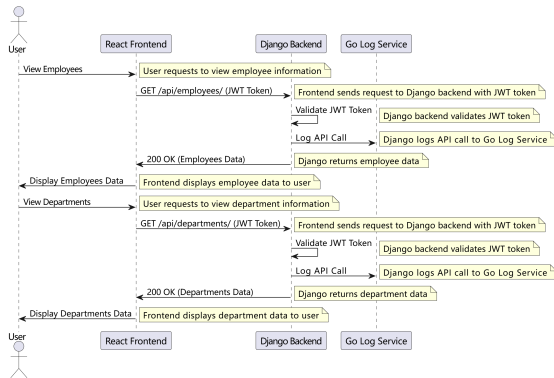 User
React Frontend
Django Backend
Go Log Service
View Employees
User requests to view employee information
GET /api/employees/ (JWT Token)
Frontend sends request to Django backend with JWT token
Validate JWT Token
Django backend validates JWT token
Log API Call
Django logs API call to Go Log Service
200 OK (Employees Data)
Django returns employee data
Display Employees Data
Frontend displays employee data to user
View Departments
User requests to view department information
GET /api/departments/ (JWT Token)
Frontend sends request to Django backend with JWT token
Validate JWT Token
Django backend validates JWT token
Log API Call
Django logs API call to Go Log Service
200 OK (Departments Data)
Django returns department data
Display Departments Data
Frontend displays department data to user
User
React Frontend
Django Backend
Go Log Service